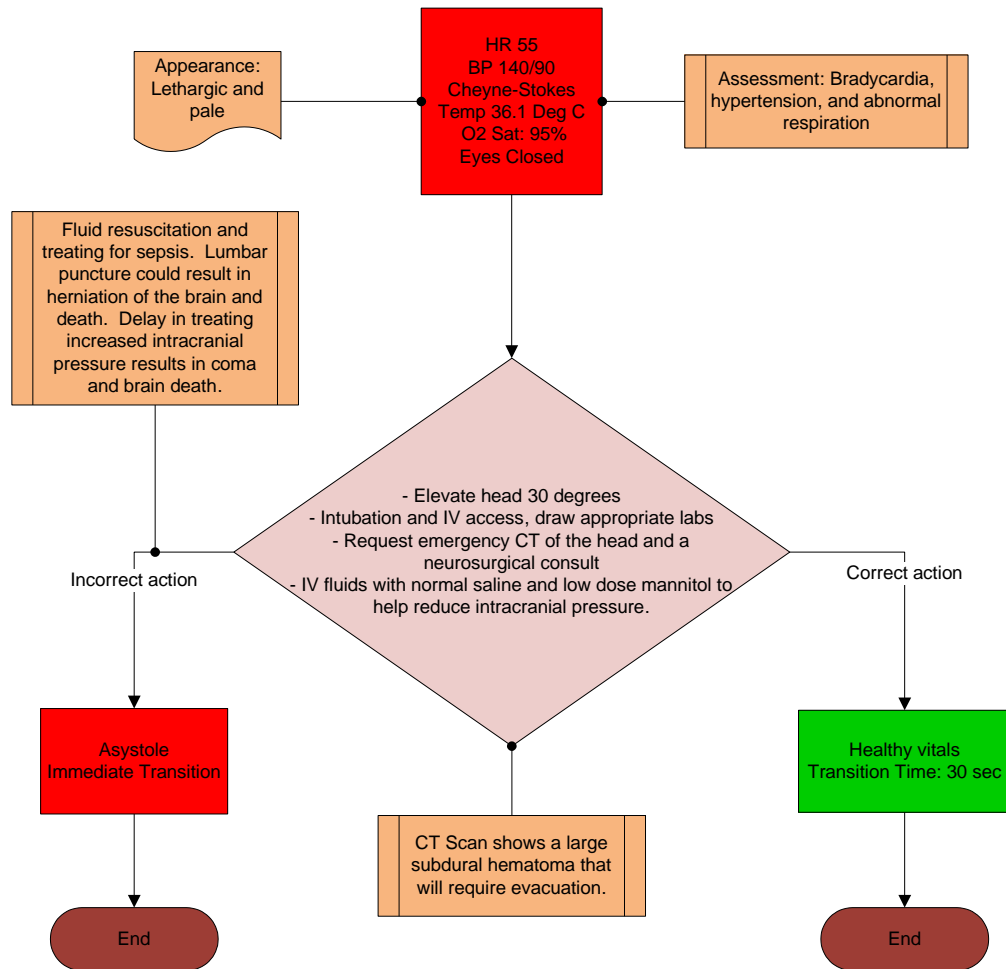 Appearance:
Lethargic and
pale
HR 55
BP 140/90
Cheyne-Stokes
Temp 36.1 Deg C
O2 Sat: 95%
Eyes Closed
Assessment: Bradycardia,
hypertension, and abnormal
respiration
Fluid resuscitation and
treating for sepsis.  Lumbar
puncture could result in
herniation of the brain and
death.  Delay in treating
increased intracranial
pressure results in coma
and brain death.
- Elevate head 30 degrees
- Intubation and IV access, draw appropriate labs
- Request emergency CT of the head and a
neurosurgical consult
- IV fluids with normal saline and low dose mannitol to
help reduce intracranial pressure.
Incorrect action
Correct action
Asystole
Immediate Transition
Healthy vitals
Transition Time: 30 sec
CT Scan shows a large
subdural hematoma that
will require evacuation.
End
End